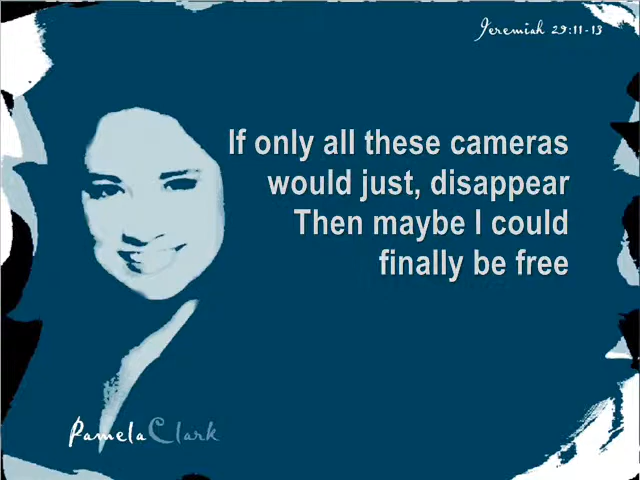 Jeremiah 29:11-13
If only all these cameras
would just, disappear
Then maybe I could
finally be free
PamelaClark